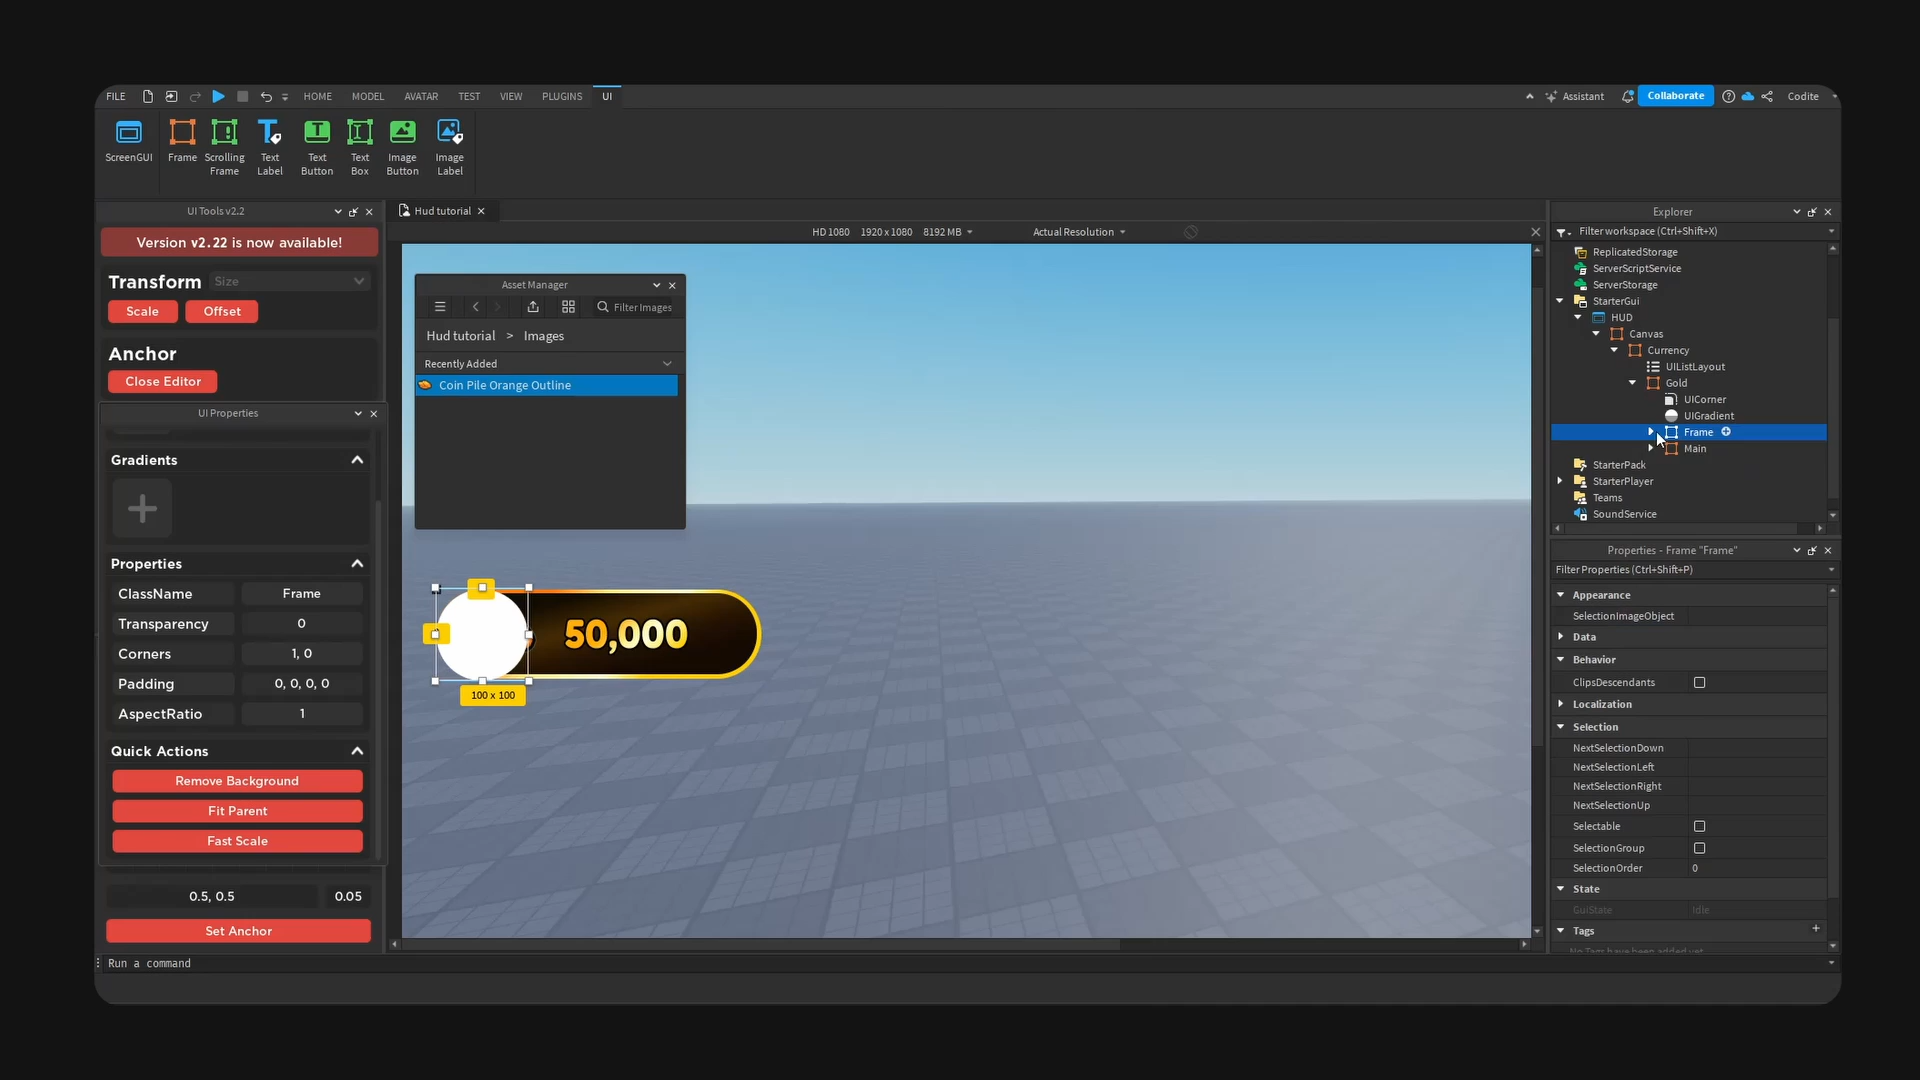 FILE
HOME
MODEL
AVATAR
TEST
VIEW
PLUGINS
UI
Assistant
Collaborate
Codite
ScreenGUI
Frame
Scrolling
Frame
Text
Label
Text
Button
Text
Box
Image
Button
Image
Label
UI Tools v2.2
Version v2.22 is now available!
Transform
Size
Scale
Offset
Anchor
Close Editor
UI Properties
Gradients
Properties
ClassName
Frame
Transparency
0
Corners
1, 0
Padding
0, 0, 0, 0
AspectRatio
1
Quick Actions
Remove Background
Fit Parent
Fast Scale
0.5, 0.5
0.05
Set Anchor
Run a command
Hud tutorial
HD 1080
1920 x 1080
8192 MB
Actual Resolution
Asset Manager
Filter Images
Hud tutorial > Images
Recently Added
Coin Pile Orange Outline
50,000
100 x 100
Explorer
Filter workspace (Ctrl+Shift+X)
ReplicatedStorage
ServerScriptService
ServerStorage
StarterGui
HUD
Canvas
Currency
UIListLayout
Gold
UICorner
UIGradient
Frame
Main
StarterPack
StarterPlayer
Teams
SoundService
Properties - Frame "Frame"
Filter Properties (Ctrl+Shift+P)
Appearance
SelectionImageObject
Data
Behavior
ClipsDescendants
Localization
Selection
NextSelectionDown
NextSelectionLeft
NextSelectionRight
NextSelectionUp
Selectable
SelectionGroup
SelectionOrder
0
State
GuiState
Idle
Tags
No Tags have been added yet